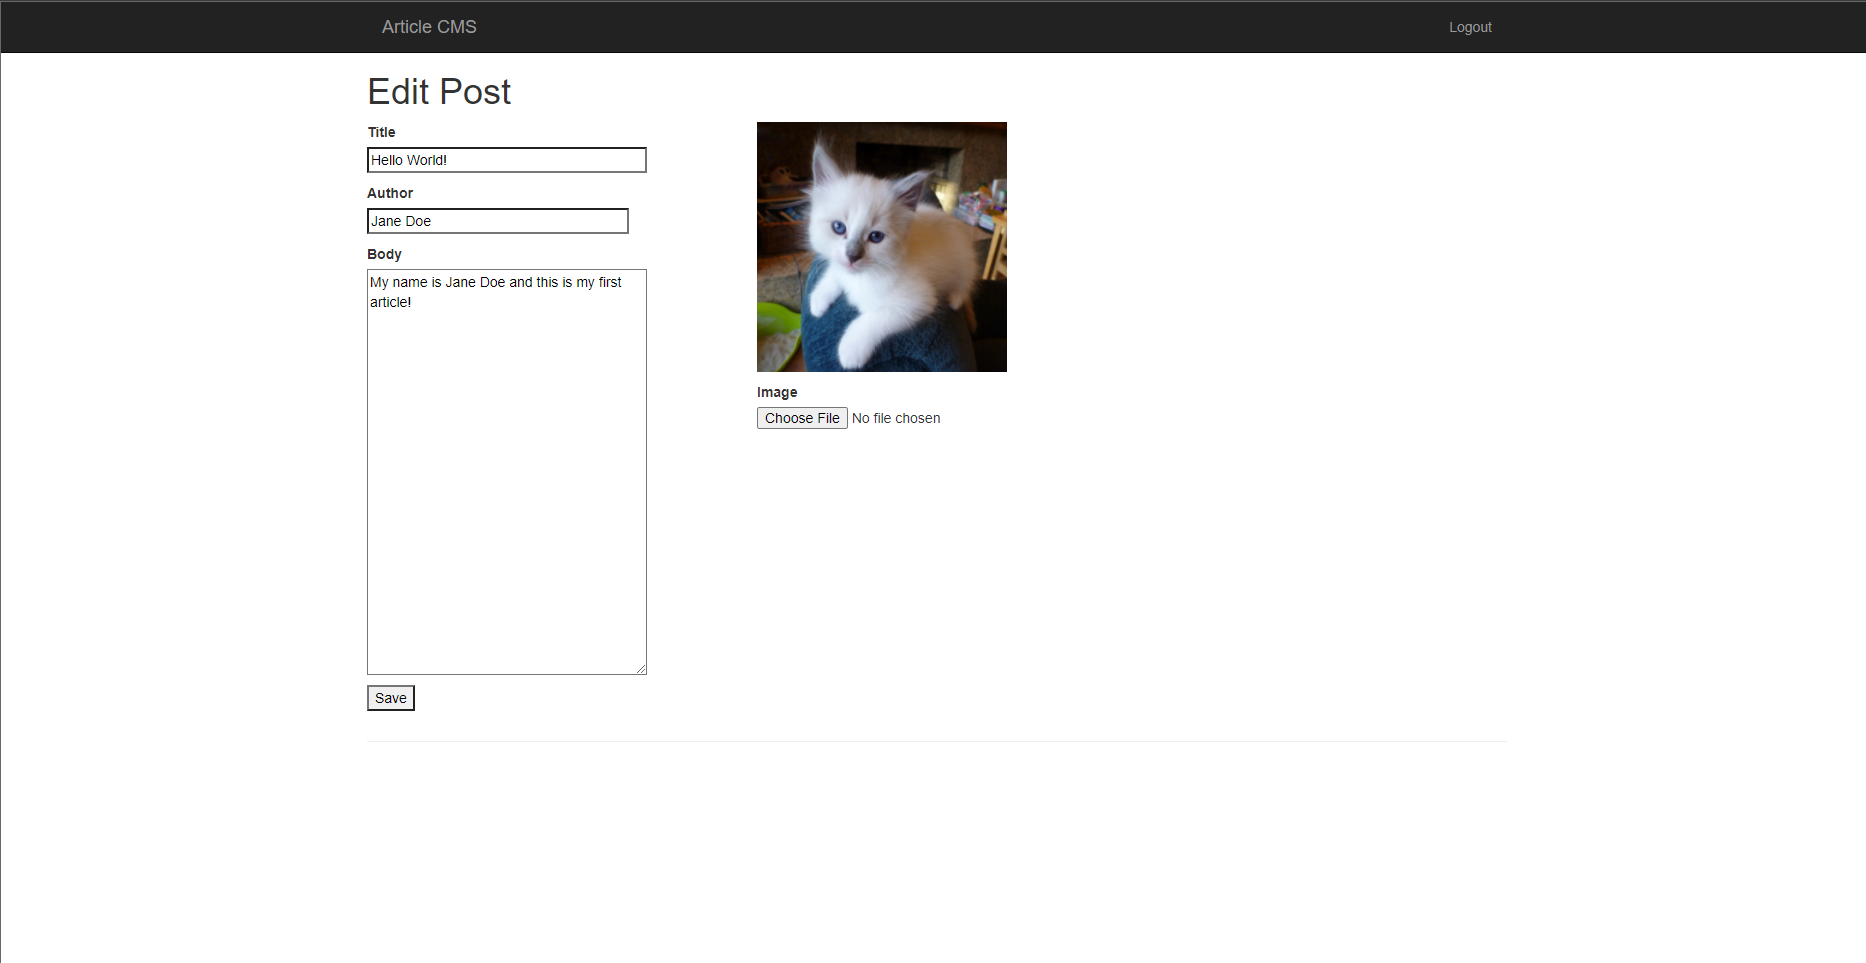 Article CMS
Logout
Edit Post
Title
Hello World!
Author
Jane Doe
Body
My name is Jane Doe and this is my first
article!
Image
Choose File No file chosen
Save